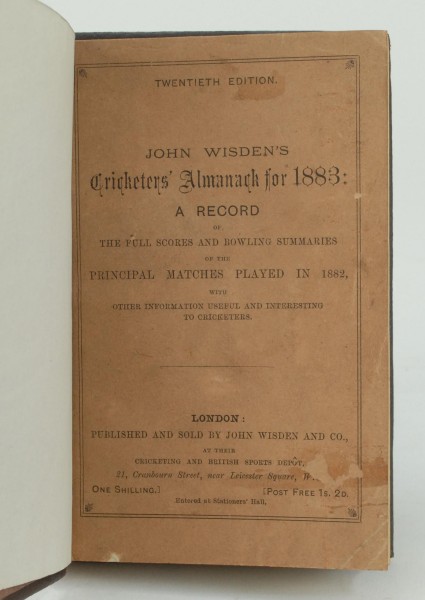 TWENTIETH EDITION.
JOHN WISDEN'S
Cricketers' Almanack for 1883:
A RECORD
OF
THE FULL SCORES AND BOWLING SUMMARIES
OF THE
PRINCIPAL MATCHES PLAYED IN 1882,
WITH
OTHER INFORMATION USEFUL AND INTERESTING
TO CRICKETERS.
LONDON:
PUBLISHED AND SOLD BY JOHN WISDEN AND CO.,
AT THEIR
CRICKETING AND BRITISH SPORTS DEPÔT,
21, Cranbourn Street, near Leicester Square, W
ONE SHILLING.] [POST FREE 1S. 2D.
Entered at Stationers' Hall.